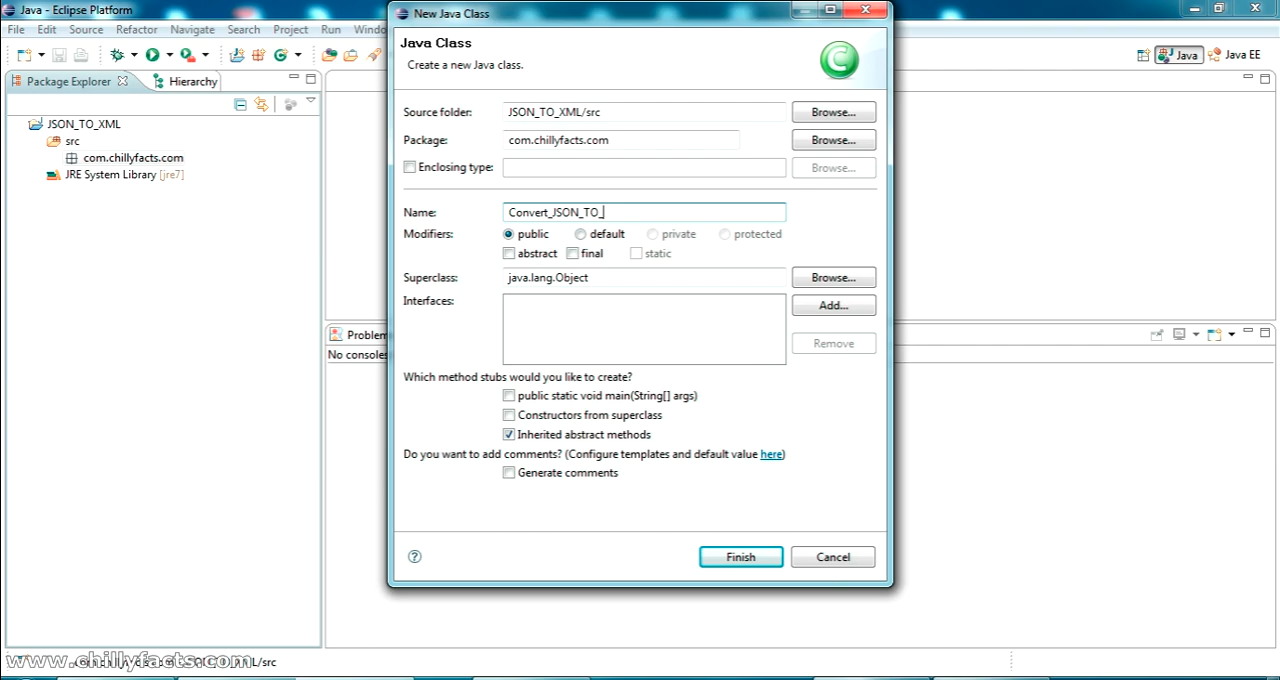 Java - Eclipse Platform
File Edit Source Refactor Navigate Search Project Run Windo
Java
Java EE
Package Explorer
Hierarchy
JSON_TO_XML
src
com.chillyfacts.com
JRE System Library [jre7]
New Java Class
Java Class
Create a new Java class.
Source folder: JSON_TO_XML/src Browse...
Package: com.chillyfacts.com Browse...
Enclosing type: Browse...
Name: Convert_JSON_TO_
Modifiers: public default private protected
abstract final static
Superclass: java.lang.Object Browse...
Interfaces: Add...
Remove
Which method stubs would you like to create?
public static void main(String[] args)
Constructors from superclass
Inherited abstract methods
Do you want to add comments? (Configure templates and default value here)
Generate comments
Finish Cancel
Problem
No consoles
www.chillyfacts.com
L/src